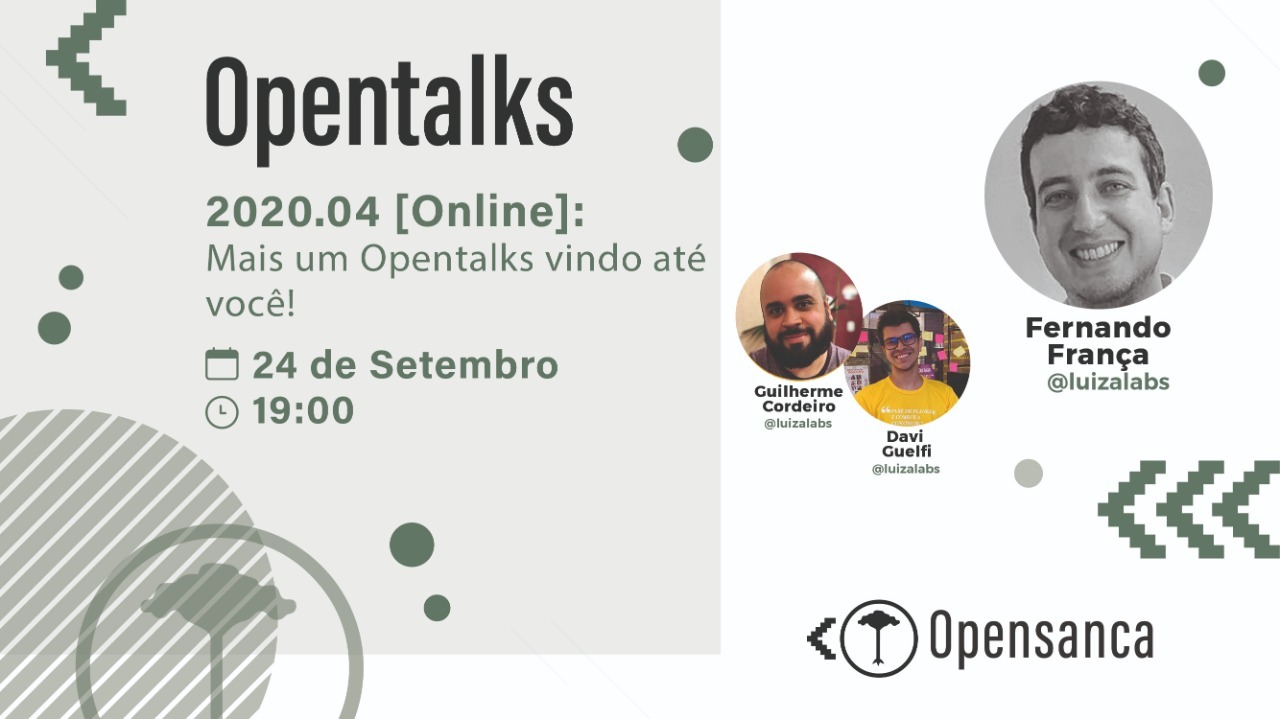 Opentalks
2020.04 [Online]:
Mais um Opentalks vindo até
você!
24 de Setembro
19:00
Guilherme
Cordeiro
@luizalabs
Davi
Guelfi
@luizalabs
Fernando
França
@luizalabs
Opensanca